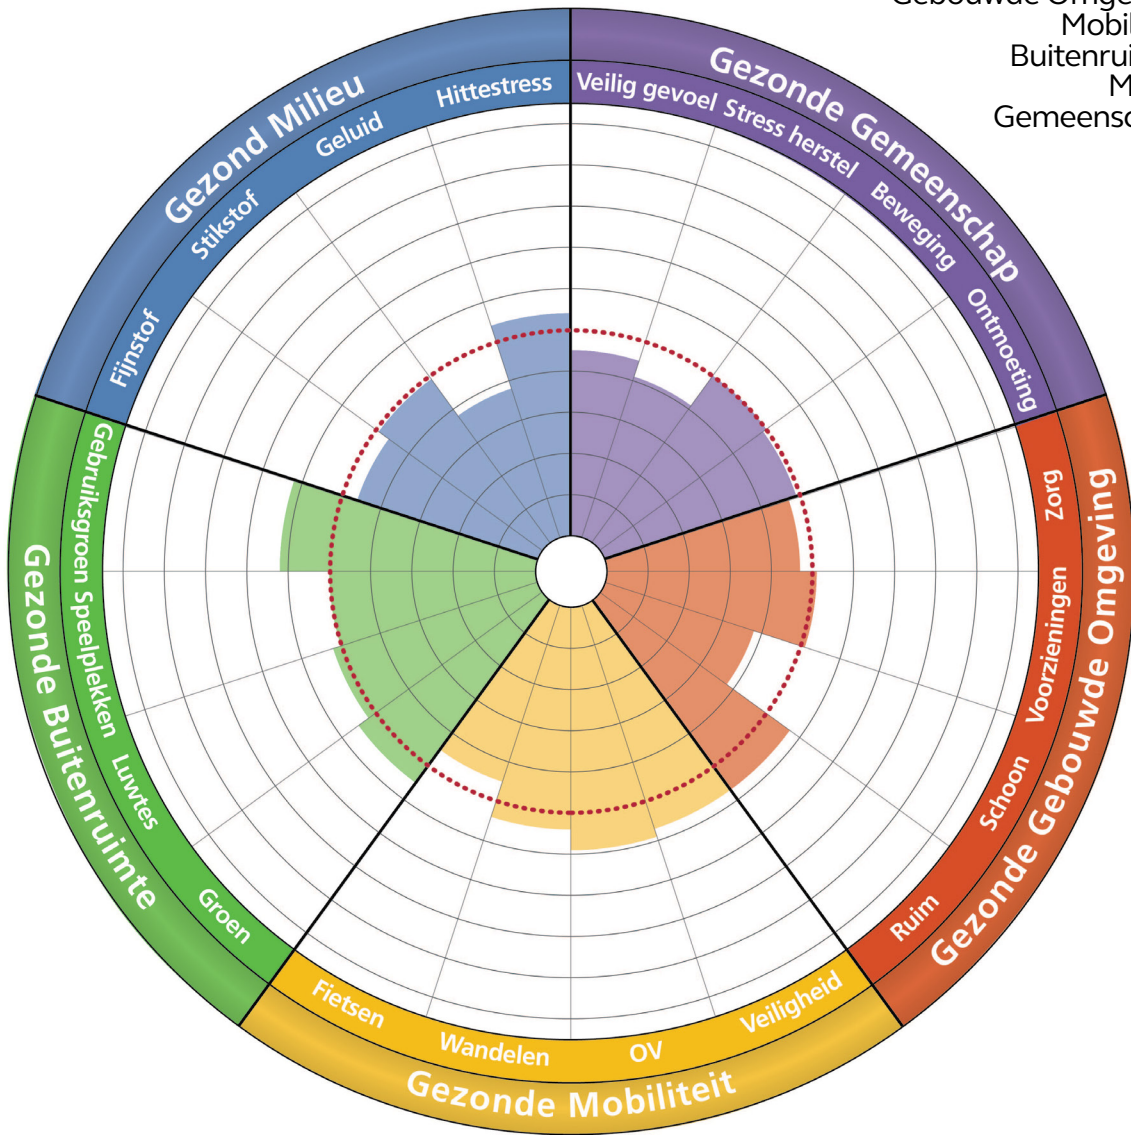 Mobil
Buitenrui
M
Gemeensc
Gezond Milieu
Fijnstof
Stikstof
Geluid
Hittestress
Gezonde Gemeenschap
Veilig gevoel
Stress herstel
Beweging
Ontmoeting
Gezonde Gebouwde Omgeving
Zorg
Voorzieningen
Schoon
Ruim
Gezonde Mobiliteit
Veiligheid
OV
Wandelen
Fietsen
Gezonde Buitenruimte
Groen
Luwtes
Speelplekken
Gebruiksgroen